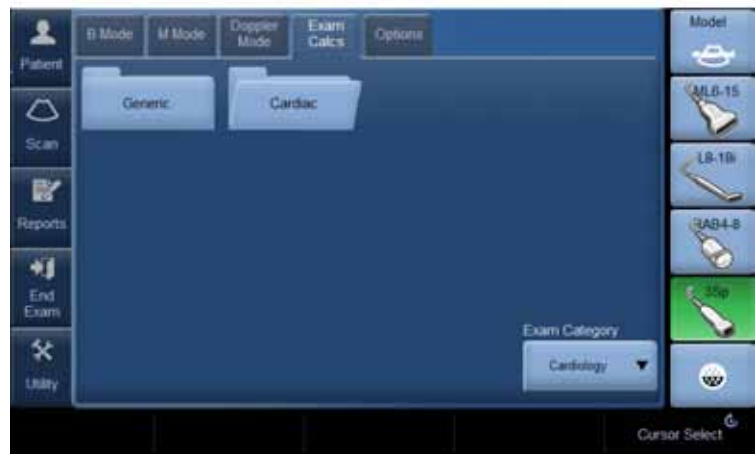 Patient
Scan
Reports
End
Exam
Utility
B Mode
M Mode
Doppler
Mode
Exam
Calcs
Options
Generic
Cardiac
Exam Category
Cardiology
Model
ML6-15
L8-18i
RAB4-8
3Sp
Cursor Select